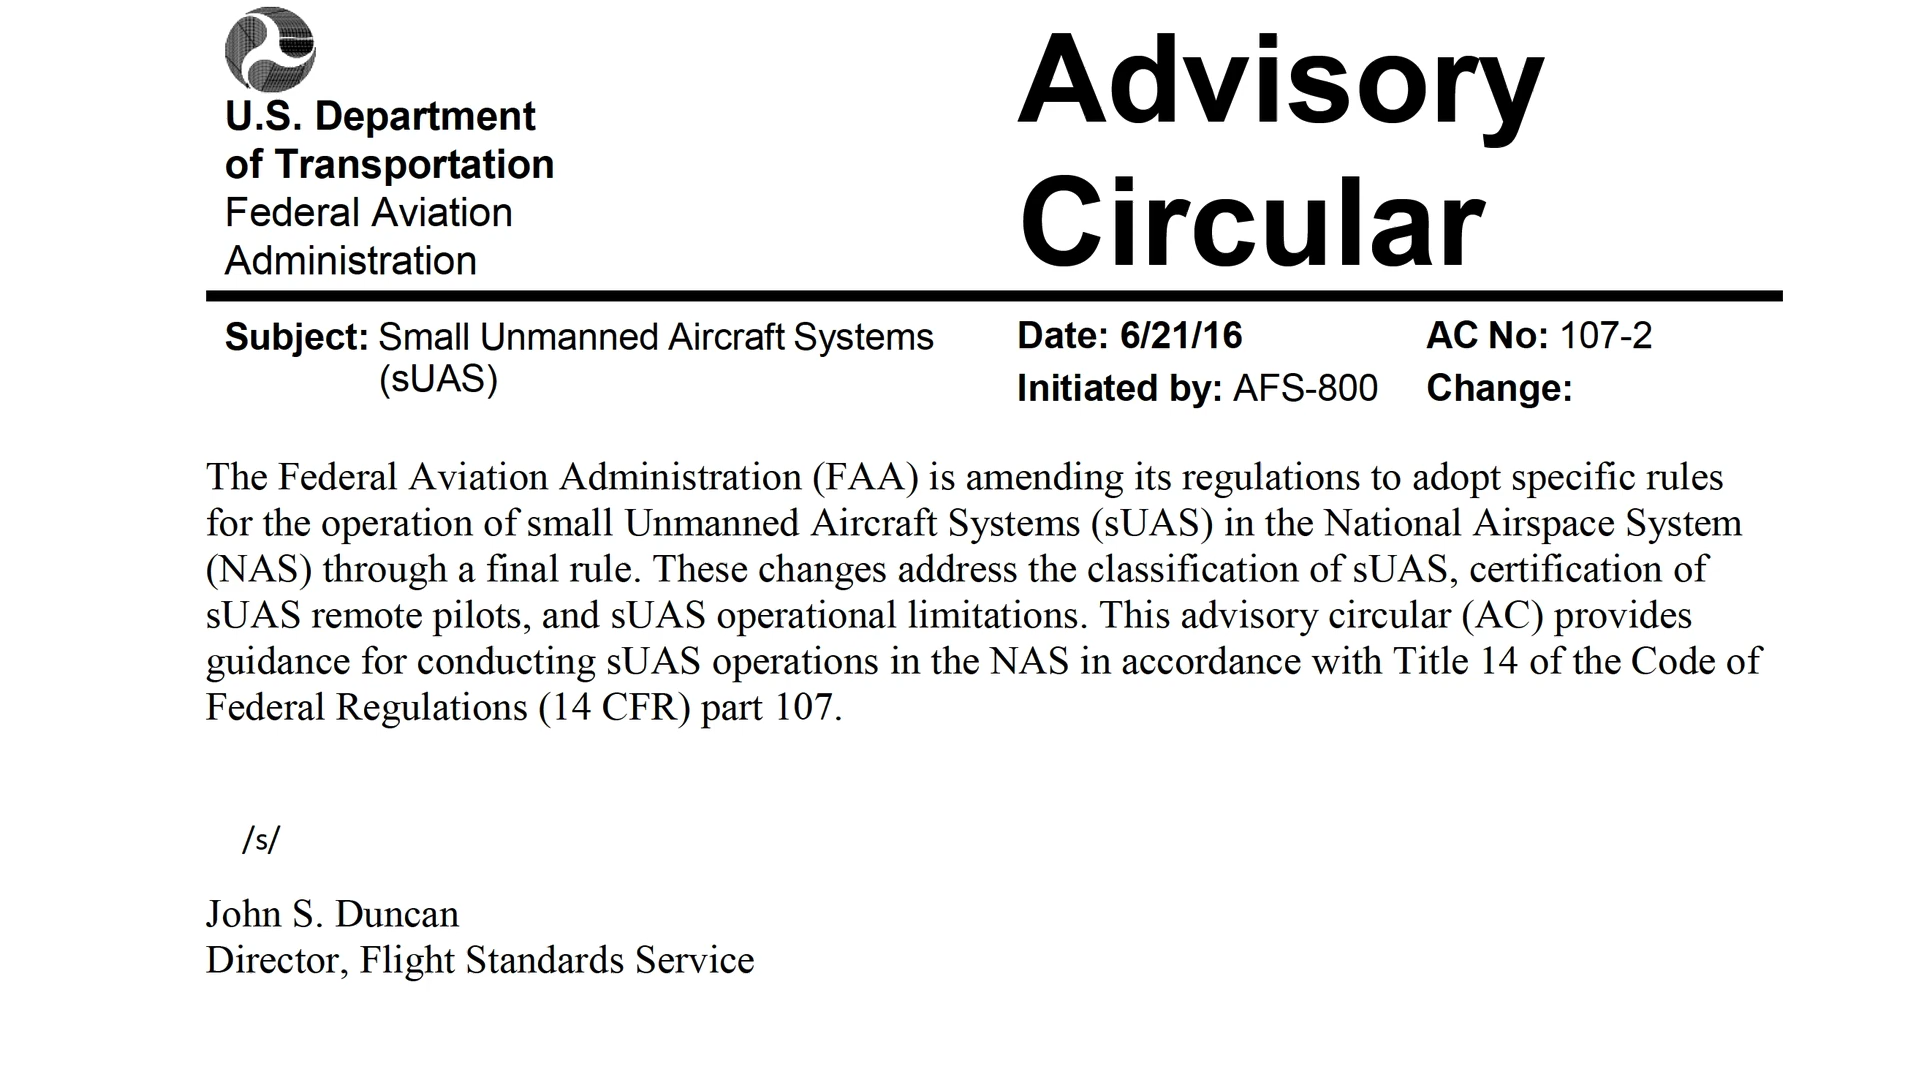 U.S. Department
of Transportation
Federal Aviation
Administration
Advisory
Circular
Subject: Small Unmanned Aircraft Systems
(sUAS)
Date: 6/21/16
AC No: 107-2
Initiated by: AFS-800
Change:
The Federal Aviation Administration (FAA) is amending its regulations to adopt specific rules
for the operation of small Unmanned Aircraft Systems (sUAS) in the National Airspace System
(NAS) through a final rule. These changes address the classification of sUAS, certification of
sUAS remote pilots, and sUAS operational limitations. This advisory circular (AC) provides
guidance for conducting sUAS operations in the NAS in accordance with Title 14 of the Code of
Federal Regulations (14 CFR) part 107.
/s/
John S. Duncan
Director, Flight Standards Service